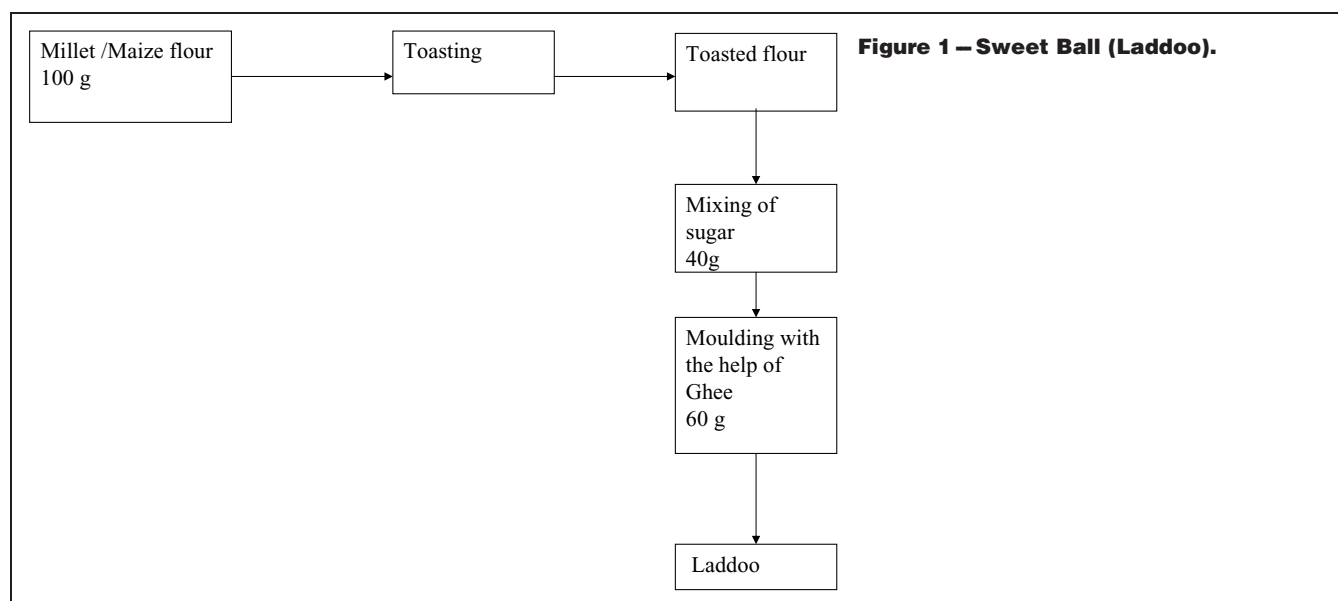 Millet /Maize flour
100 g
Toasting
Toasted flour
Figure 1 – Sweet Ball (Laddoo).
Mixing of
sugar
40g
Moulding with
the help of
Ghee
60 g
Laddoo